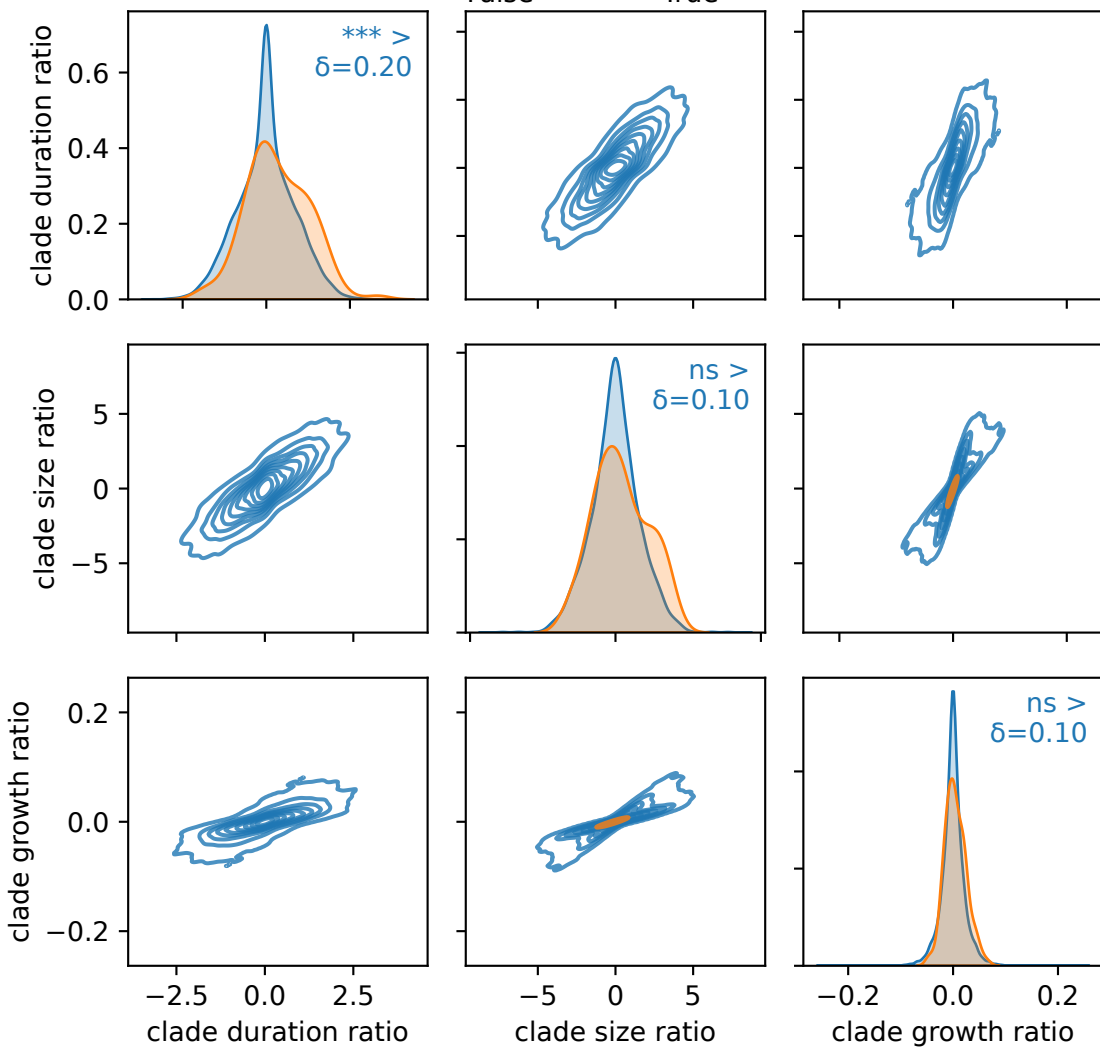 clade duration ratio
0.6
0.4
0.2
0.0
*** >
δ=0.20
clade size ratio
5
0
−5
ns >
δ=0.10
clade growth ratio
0.2
0.0
−0.2
ns >
δ=0.10
−2.5 0.0 2.5
−5 0 5
−0.2 0.0 0.2
clade duration ratio
clade size ratio
clade growth ratio